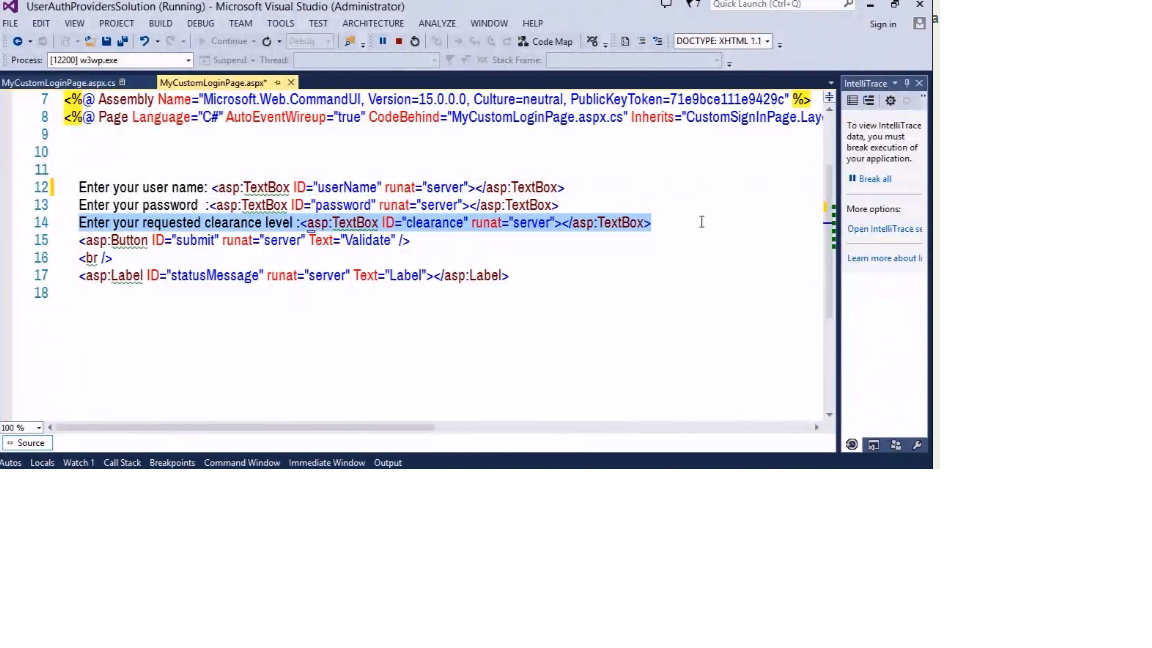 UserAuthProvidersSolution (Running) - Microsoft Visual Studio (Administrator)
7
Quick Launch (Ctrl+Q)
FILE EDIT VIEW PROJECT BUILD DEBUG TEAM TOOLS TEST ARCHITECTURE ANALYZE WINDOW HELP
Sign in
Continue
Debug
Code Map
DOCTYPE: XHTML 1.1
Process: [12200] w3wp.exe
Suspend
Thread:
Stack Frame:
MyCustomLoginPage.aspx.cs
MyCustomLoginPage.aspx*
IntelliTrace
7 <%@ Assembly Name="Microsoft.Web.CommandUI, Version=15.0.0.0, Culture=neutral, PublicKeyToken=71e9bce111e9429c" %>
8 <%@ Page Language="C#" AutoEventWireup="true" CodeBehind="MyCustomLoginPage.aspx.cs" Inherits="CustomSignInPage.Layo
9
10
11
12 Enter your user name: <asp:TextBox ID="userName" runat="server"></asp:TextBox>
13 Enter your password  :<asp:TextBox ID="password" runat="server"></asp:TextBox>
14 Enter your requested clearance level :<asp:TextBox ID="clearance" runat="server"></asp:TextBox>
15 <asp:Button ID="submit" runat="server" Text="Validate" />
16 <br />
17 <asp:Label ID="statusMessage" runat="server" Text="Label"></asp:Label>
18
To view IntelliTrace
data, you must
break execution of
your application.
Break all
More options:
Open IntelliTrace se
Learn more about I
100 %
Source
Autos Locals Watch 1 Call Stack Breakpoints Command Window Immediate Window Output